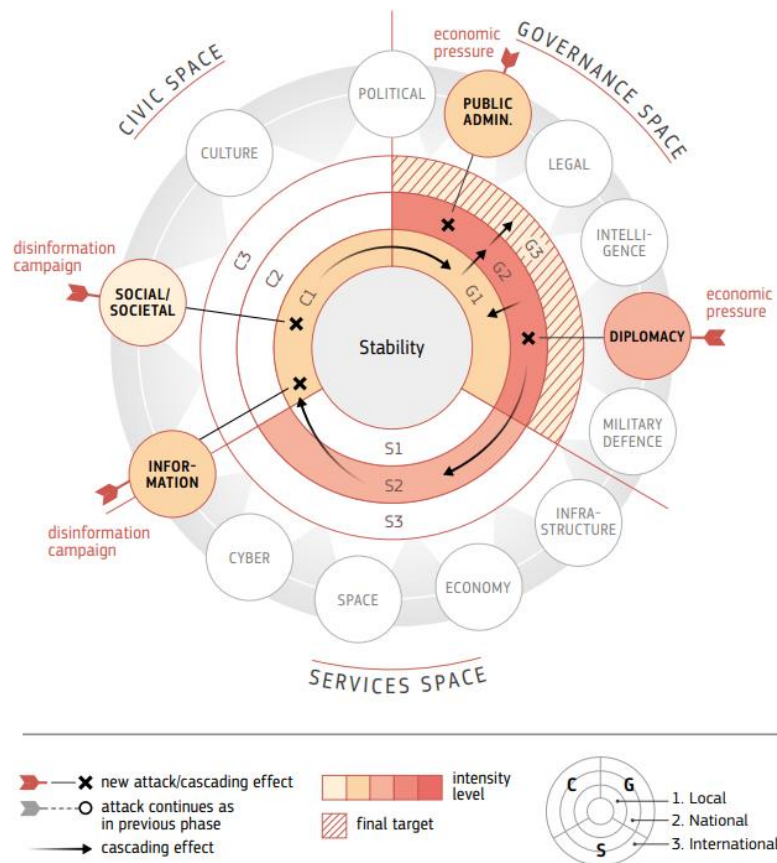 CIVIC SPACE
GOVERNANCE SPACE
economic
pressure
economic
pressure
POLITICAL
PUBLIC
ADMIN.
CULTURE
LEGAL
INTELLI-
GENCE
disinformation
campaign
SOCIAL/
SOCIETAL
C3
C2
C1
G1
G2
G3
Stability
DIPLOMACY
economic
pressure
MILITARY
DEFENCE
S1
S2
S3
INFOR-
MATION
disinformation
campaign
INFRA-
STRUCTURE
CYBER
SPACE
ECONOMY
SERVICES SPACE
new attack/cascading effect
attack continues as
in previous phase
cascading effect
intensity
level
final target
C
G
S
1. Local
2. National
3. International